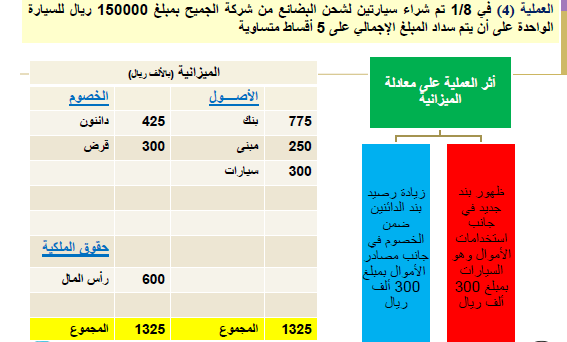 العملية (4) في 1/8 تم شراء سيارتين لشحن البضائع من شركة الجميح بمبلغ 150000 ريال للسيارة
الواحدة على أن يتم سداد المبلغ الإجمالي على 5 أقساط متساوية
أثر العملية على معادلة
الميزانية
ظهور بند
جديد في
جانب
استخدامات
الأموال وهو
السيارات
بمبلغ 300
ألف ريال
زيادة رصيد
بند الدائنين
ضمن
الخصوم في
جانب مصادر
الأموال بمبلغ
300 ألف
ريال
الميزانية (بالألف ريال)
الأصــول الخصوم
775 بنك 425 دائنون
250 مبنى 300 قرض
300 سيارات
حقوق الملكية
600 رأس المال
1325 المجموع 1325 المجموع